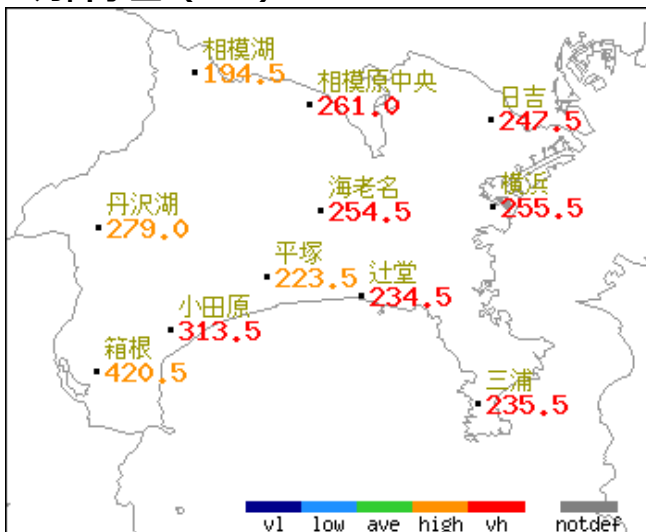 相模湖
194.5
相模原中央
261.0
日吉
247.5
海老名
254.5
横浜
255.5
丹沢湖
279.0
平塚
223.5
辻堂
234.5
小田原
313.5
箱根
420.5
三浦
235.5
vl low ave high vh notdef